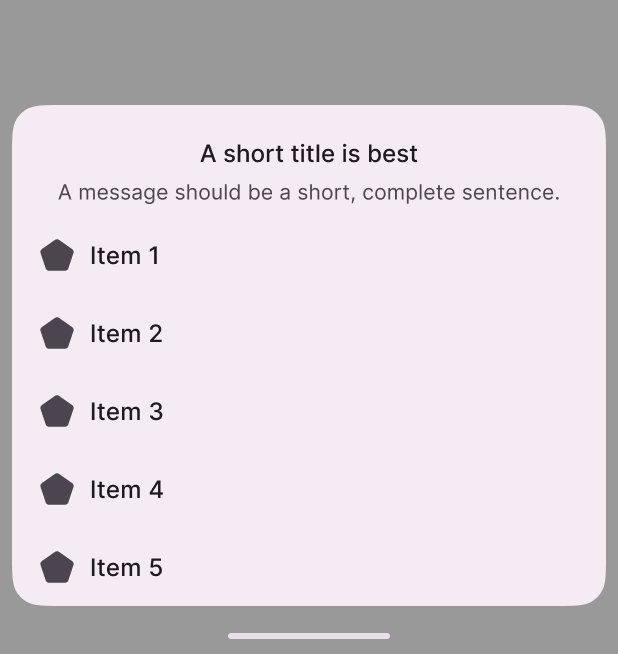 A short title is best
A message should be a short, complete sentence.
Item 1
Item 2
Item 3
Item 4
Item 5